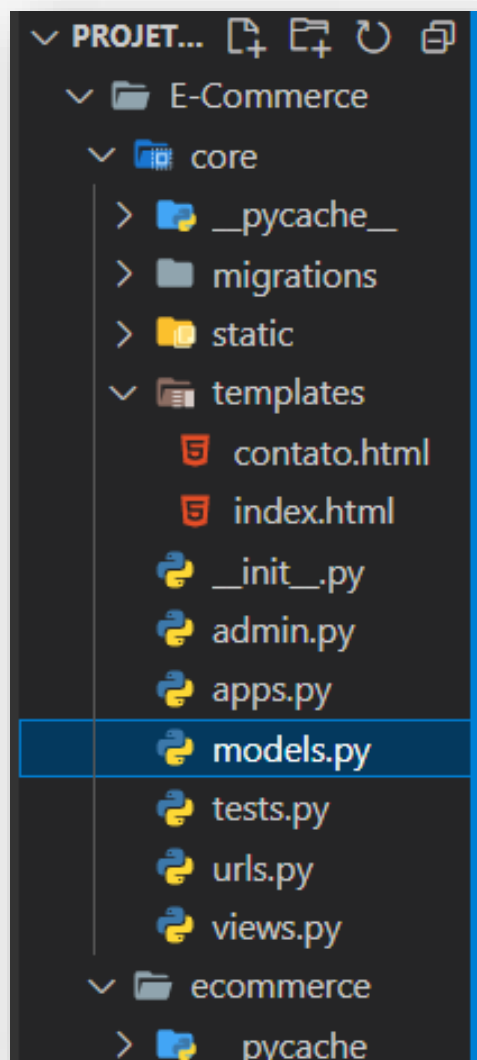 PROJET...
E-Commerce
core
__pycache__
migrations
static
templates
contato.html
index.html
__init__.py
admin.py
apps.py
models.py
tests.py
urls.py
views.py
ecommerce
__pycache__